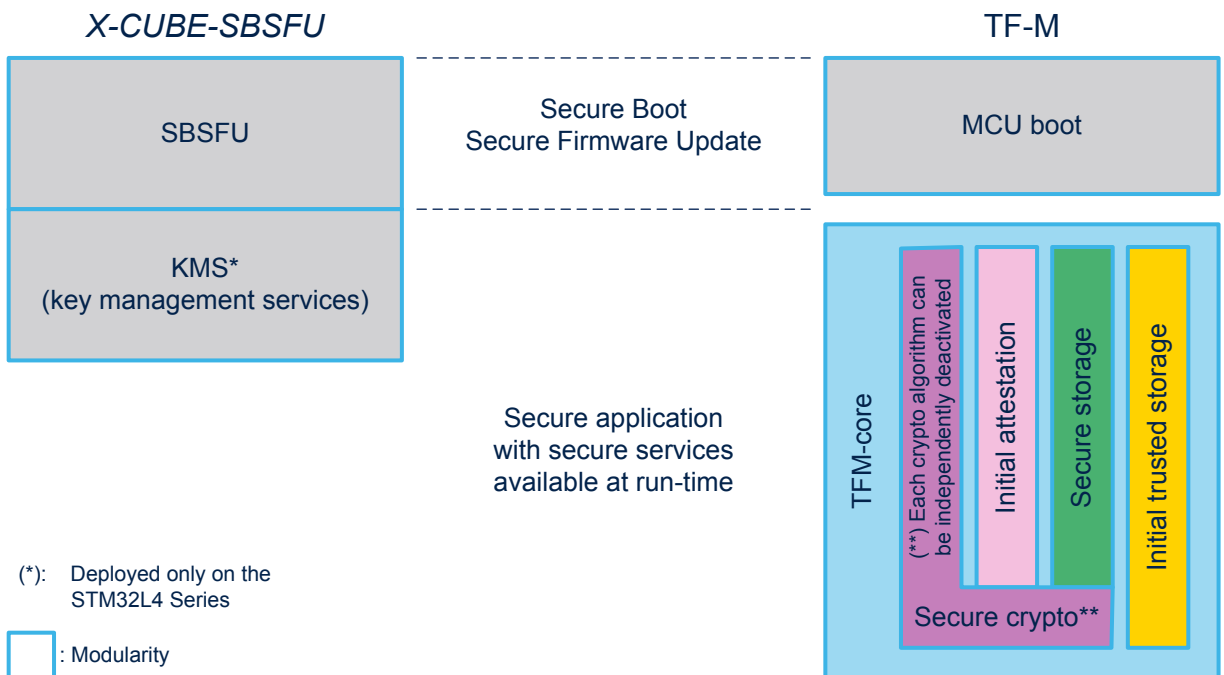 X-CUBE-SBSFU
TF-M
SBSFU
Secure Boot
Secure Firmware Update
MCU boot
KMS*
(key management services)
Secure application
with secure services
available at run-time
TFM-core
(**) Each crypto algorithm can
be independently deactivated
Initial attestation
Secure storage
Initial trusted storage
Secure crypto**
(*): Deployed only on the
STM32L4 Series
: Modularity